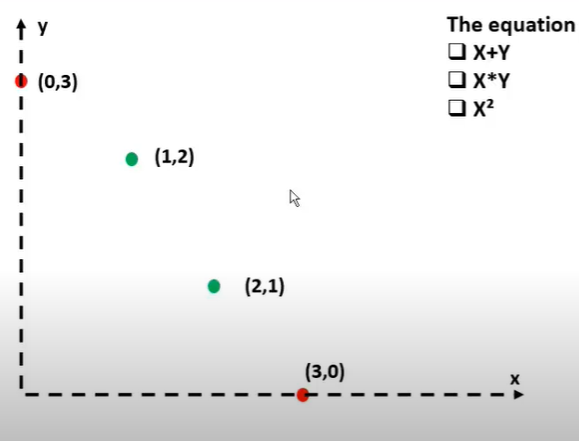 The equation
❑ X+Y
❑ X*Y
❑ X²
y
(0,3)
(1,2)
(2,1)
(3,0)
x